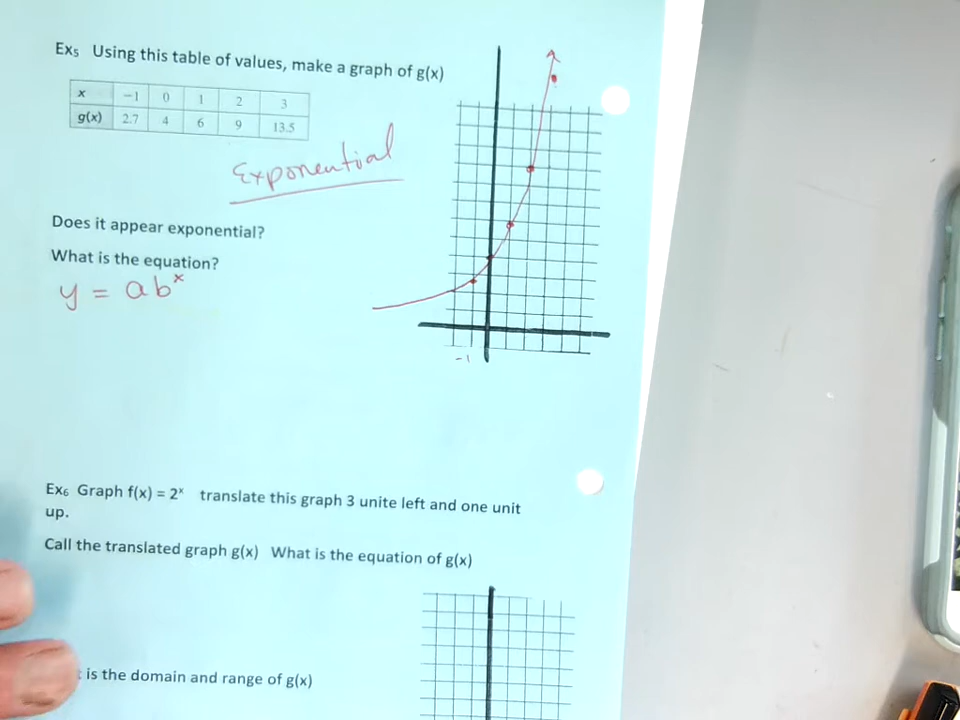 Ex5 Using this table of values, make a graph of g(x)
x -1 0 1 2 3
g(x) 2.7 4 6 9 13.5
Exponential
Does it appear exponential?
What is the equation?
y = ab^x
-1
Ex6 Graph f(x) = 2^x translate this graph 3 unite left and one unit
up.
Call the translated graph g(x) What is the equation of g(x)
is the domain and range of g(x)